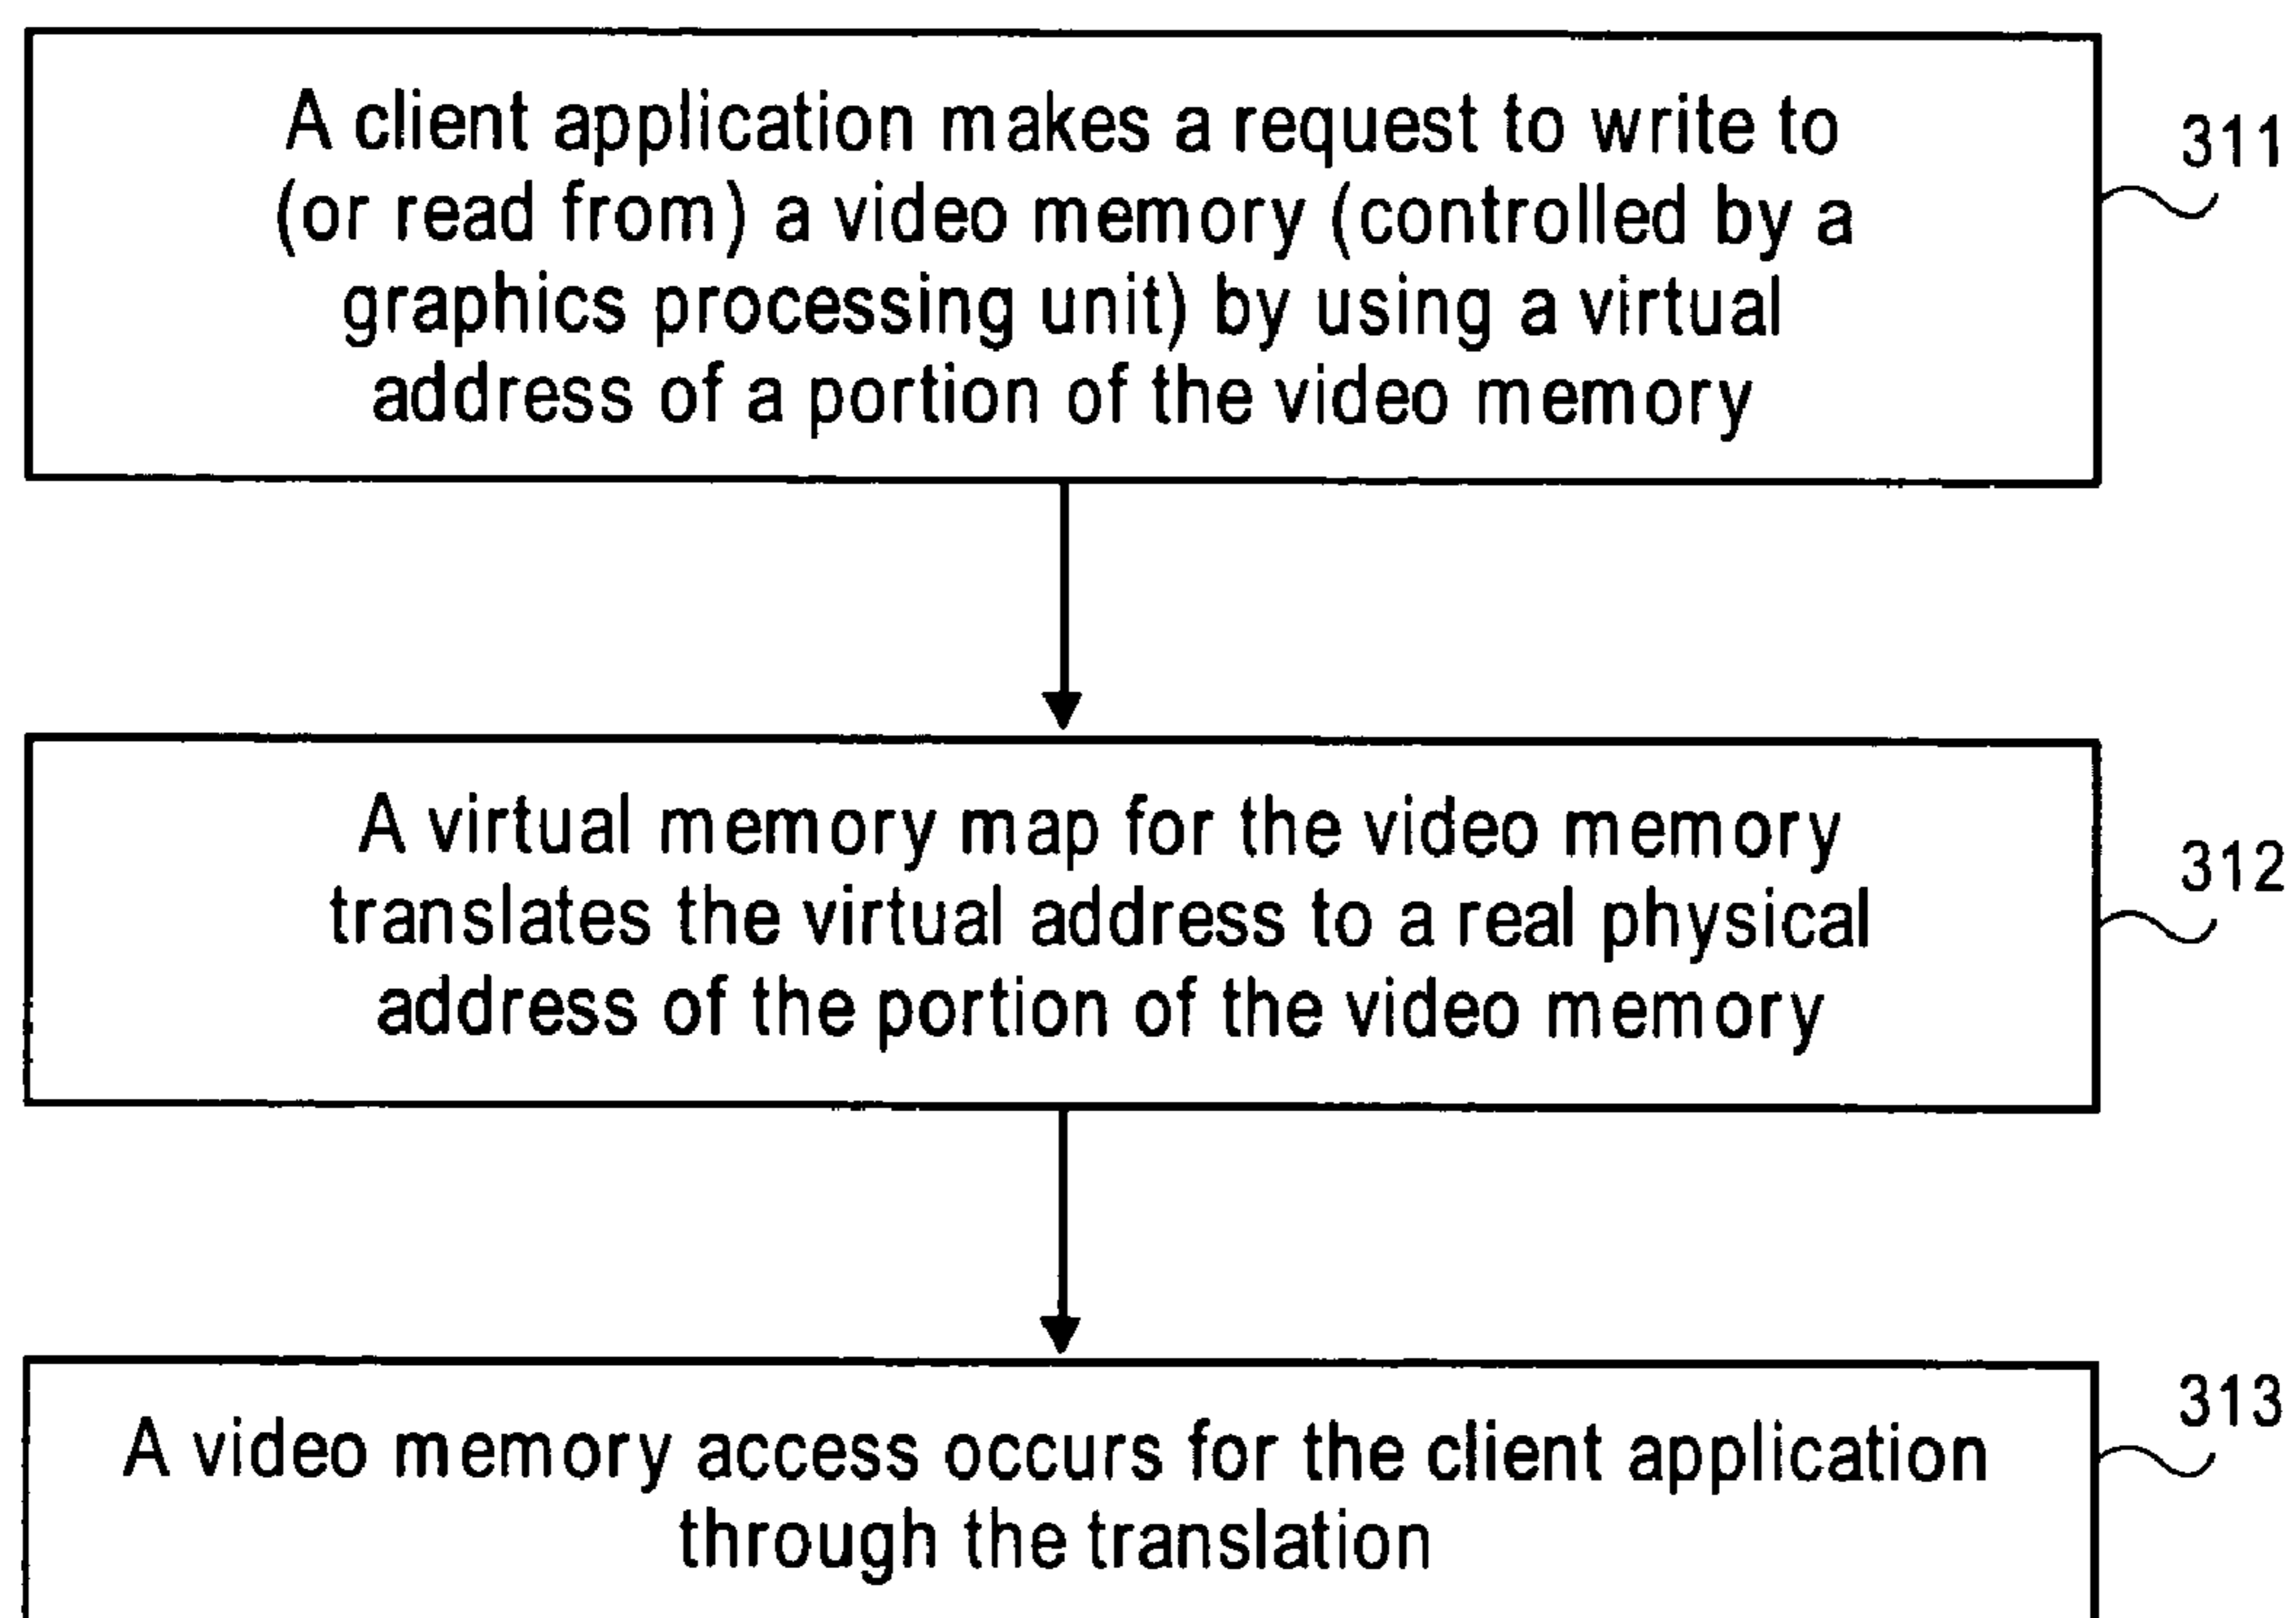 A client application makes a request to write to
(or read from) a video memory (controlled by a
graphics processing unit) by using a virtual
address of a portion of the video memory
311
A virtual memory map for the video memory
translates the virtual address to a real physical
address of the portion of the video memory
312
A video memory access occurs for the client application
through the translation
313